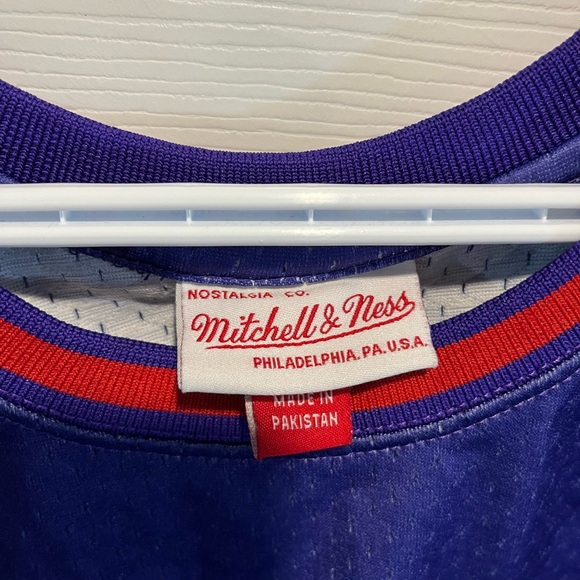 NOSTALGIA CO.
Mitchell & Ness
PHILADELPHIA. PA. U.S.A.
MADE IN
PAKISTAN